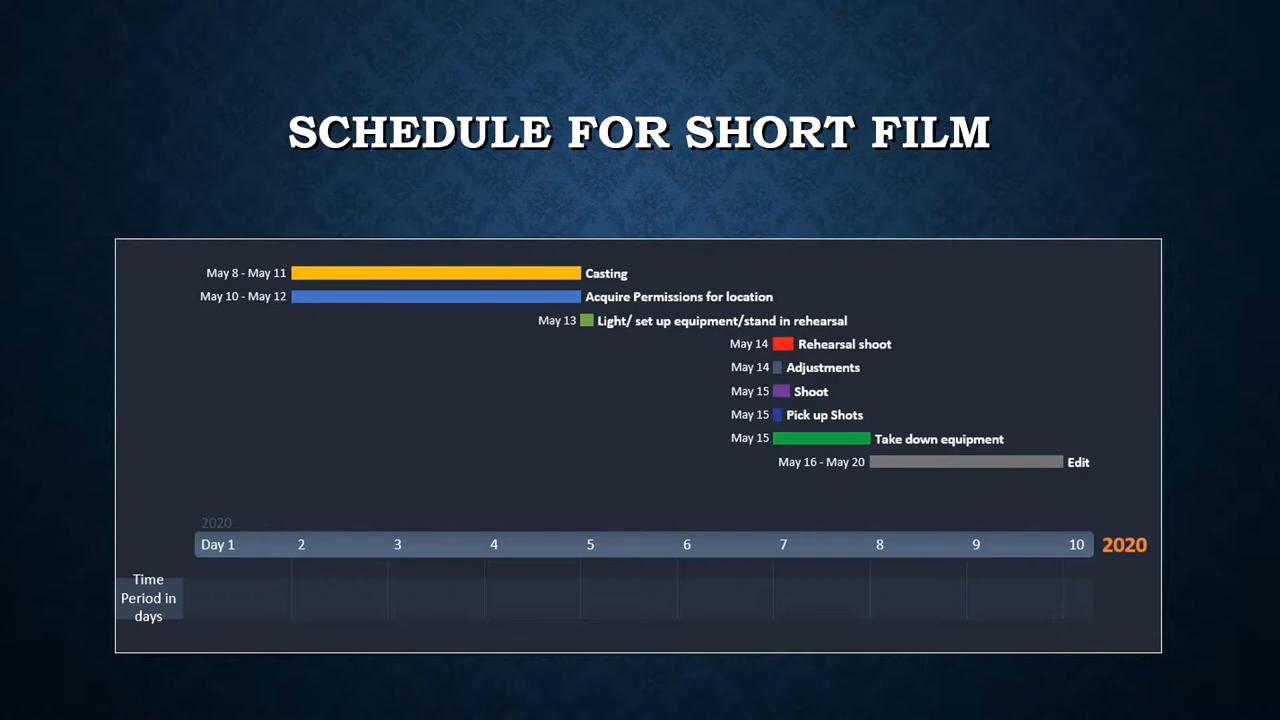 SCHEDULE FOR SHORT FILM
May 8 - May 11 Casting
May 10 - May 12 Acquire Permissions for location
May 13 Light/ set up equipment/stand in rehearsal
May 14 Rehearsal shoot
May 14 Adjustments
May 15 Shoot
May 15 Pick up Shots
May 15 Take down equipment
May 16 - May 20 Edit
2020
Day 1 2 3 4 5 6 7 8 9 10 2020
Time
Period in
days